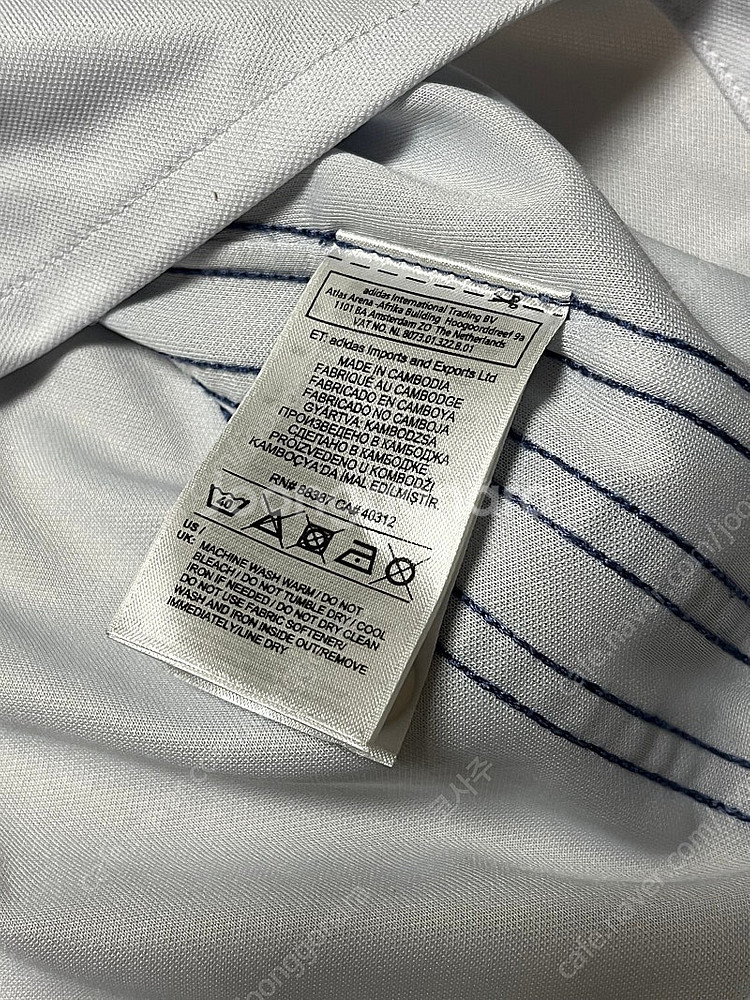 adidas International Trading BV
Atlas Arena -Afrika Building Hoogoorddreef 9a
1101 BA Amsterdam ZO The Netherlands
VAT NO. NL 8073.01.322.B.01
ET: adidas Imports and Exports Ltd
MADE IN CAMBODIA
FABRIQUÉ AU CAMBODGE
FABRICADO EN CAMBOYA
FABRICADO NO CAMBOJA
GYÁRTVA: KAMBODZSA
ПРОИЗВЕДЕНО В КАМБОДЖА
СДЕЛАНО В КАМБОДЖЕ
PROIZVEDENO U KOMBODŽI
KAMBOÇYA'DA İMAL EDİLMİŞTİR.
RN# 88387 CA# 40312
40
US /
UK: MACHINE WASH WARM / DO NOT
BLEACH / DO NOT TUMBLE DRY / COOL
IRON IF NEEDED / DO NOT DRY CLEAN
DO NOT USE FABRIC SOFTENER/
WASH AND IRON INSIDE OUT/REMOVE
IMMEDIATELY/LINE DRY